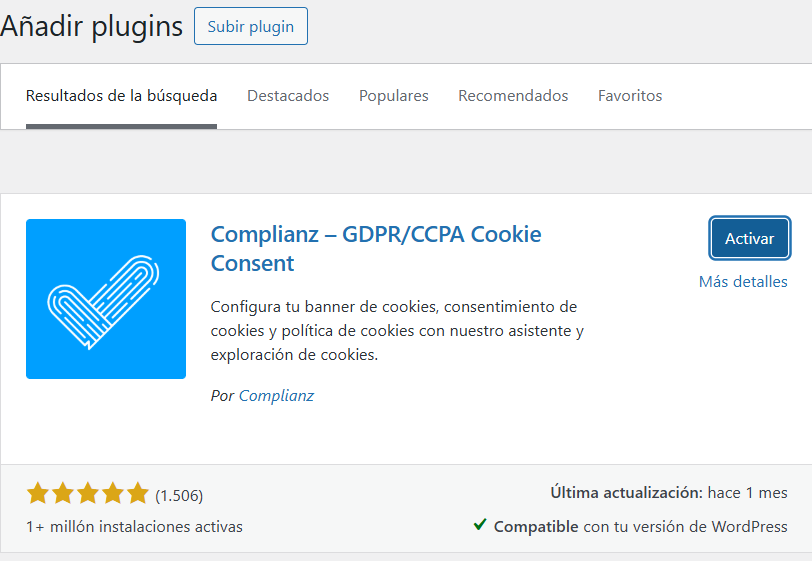 Añadir plugins
Subir plugin
Resultados de la búsqueda
Destacados
Populares
Recomendados
Favoritos
Complianz – GDPR/CCPA Cookie
Consent
Activar
Más detalles
Configura tu banner de cookies, consentimiento de
cookies y política de cookies con nuestro asistente y
exploración de cookies.
Por Complianz
(1.506)
Última actualización: hace 1 mes
1+ millón instalaciones activas
Compatible con tu versión de WordPress